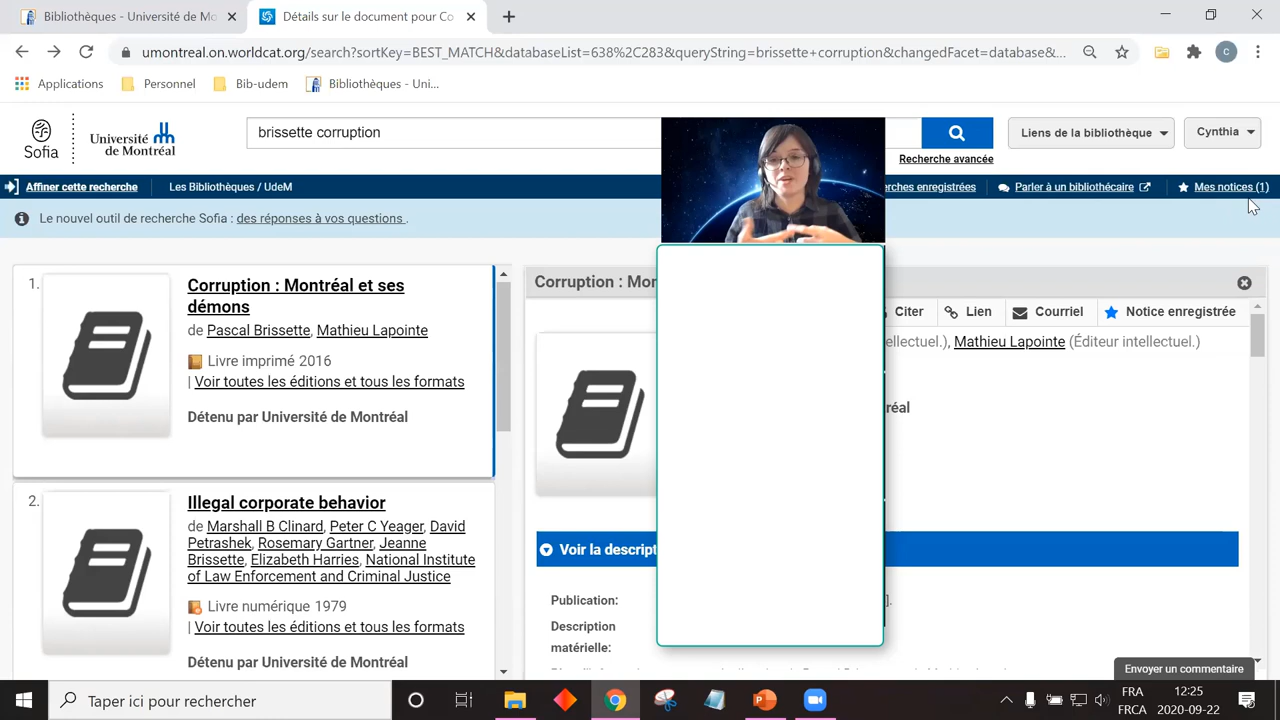 Bibliothèques - Université de Mo
Détails sur le document pour Co
umontreal.on.worldcat.org/search?sortKey=BEST_MATCH&databaseList=638%2C283&queryString=brissette+corruption&changedFacet=database&...
Applications
Personnel
Bib-udem
Bibliothèques - Uni...
Sofia
Université
de Montréal
brissette corruption
Recherche avancée
Liens de la bibliothèque
Cynthia
Affiner cette recherche
Les Bibliothèques / UdeM
erches enregistrées
Parler à un bibliothécaire
Mes notices (1)
Le nouvel outil de recherche Sofia : des réponses à vos questions .
1.
Corruption : Montréal et ses
démons
de Pascal Brissette, Mathieu Lapointe
Livre imprimé 2016
| Voir toutes les éditions et tous les formats
Détenu par Université de Montréal
2.
Illegal corporate behavior
de Marshall B Clinard, Peter C Yeager, David
Petrashek, Rosemary Gartner, Jeanne
Brissette, Elizabeth Harries, National Institute
of Law Enforcement and Criminal Justice
Livre numérique 1979
| Voir toutes les éditions et tous les formats
Détenu par Université de Montréal
Corruption : Mon
Citer
Lien
Courriel
Notice enregistrée
ellectuel.), Mathieu Lapointe (Éditeur intellectuel.)
réal
Voir la descript
Publication:
].
Description
matérielle:
Envoyer un commentaire
Taper ici pour rechercher
FRA
FRCA
12:25
2020-09-22